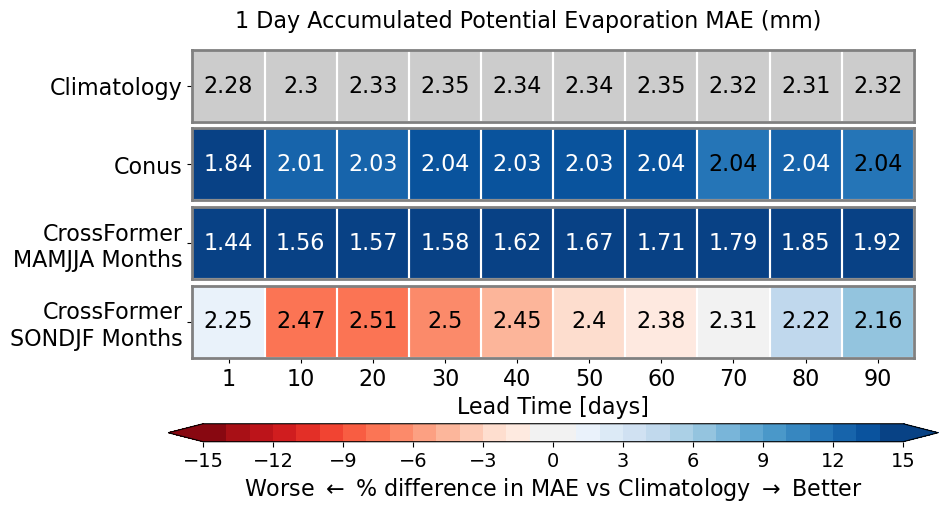 1 Day Accumulated Potential Evaporation MAE (mm)
Climatology 2.28 2.3 2.33 2.35 2.34 2.34 2.35 2.32 2.31 2.32
Conus 1.84 2.01 2.03 2.04 2.03 2.03 2.04 2.04 2.04 2.04
CrossFormer
MAMJJA Months 1.44 1.56 1.57 1.58 1.62 1.67 1.71 1.79 1.85 1.92
CrossFormer
SONDJF Months 2.25 2.47 2.51 2.5 2.45 2.4 2.38 2.31 2.22 2.16
1 10 20 30 40 50 60 70 80 90
Lead Time [days]
−15 −12 −9 −6 −3 0 3 6 9 12 15
Worse ← % difference in MAE vs Climatology → Better